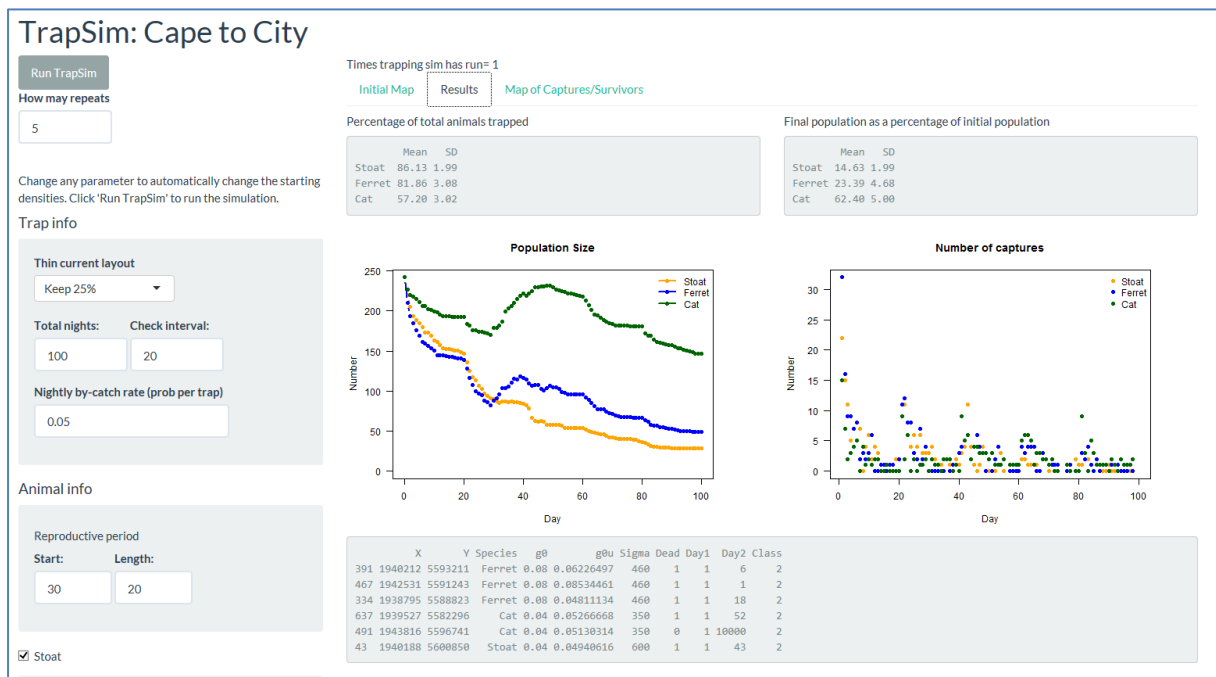 TrapSim: Cape to City
Run TrapSim
How may repeats
5
Change any parameter to automatically change the starting
densities. Click 'Run TrapSim' to run the simulation.
Trap info
Thin current layout
Keep 25%
Total nights: Check interval:
100 20
Nightly by-catch rate (prob per trap)
0.05
Animal info
Reproductive period
Start: Length:
30 20
Stoat
Times trapping sim has run= 1
Initial Map Results Map of Captures/Survivors
Percentage of total animals trapped
Mean SD
Stoat 86.13 1.99
Ferret 81.86 3.08
Cat 57.20 3.02
Final population as a percentage of initial population
Mean SD
Stoat 14.63 1.99
Ferret 23.39 4.68
Cat 62.40 5.00
Population Size
Number
250
200
150
100
50
0
Stoat
Ferret
Cat
0 20 40 60 80 100
Day
Number of captures
Number
30
25
20
15
10
5
0
Stoat
Ferret
Cat
0 20 40 60 80 100
Day
X Y Species g0 g0u Sigma Dead Day1 Day2 Class
391 1940212 5593211 Ferret 0.08 0.06226497 460 1 1 6 2
467 1942531 5591243 Ferret 0.08 0.08534461 460 1 1 1 2
334 1938795 5588823 Ferret 0.08 0.04811134 460 1 1 18 2
637 1939527 5582296 Cat 0.04 0.05266668 350 1 1 52 2
491 1943816 5596741 Cat 0.04 0.05130314 350 0 1 10000 2
43 1940188 5600850 Stoat 0.04 0.04940616 600 1 1 43 2